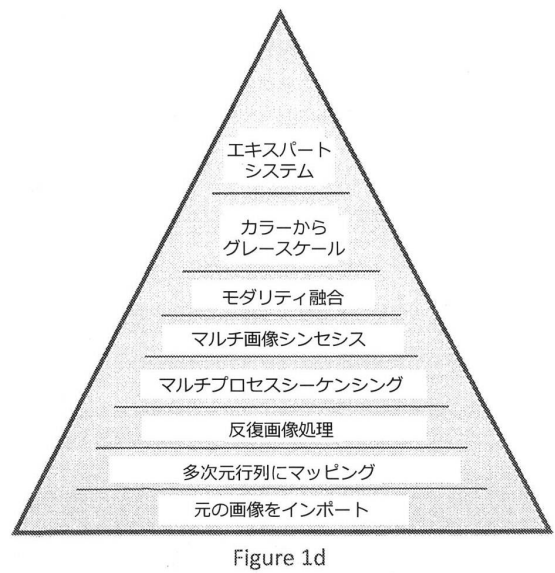 エキスパート
システム
カラーから
グレースケール
モダリティ融合
マルチ画像シンセシス
マルチプロセスシーケンシング
反復画像処理
多次元行列にマッピング
元の画像をインポート
Figure 1d